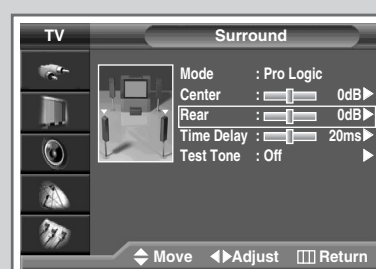 TV Surround
Mode : Pro Logic
Center : 0dB
Rear : 0dB
Time Delay : 20ms
Test Tone : Off
Move Adjust Return